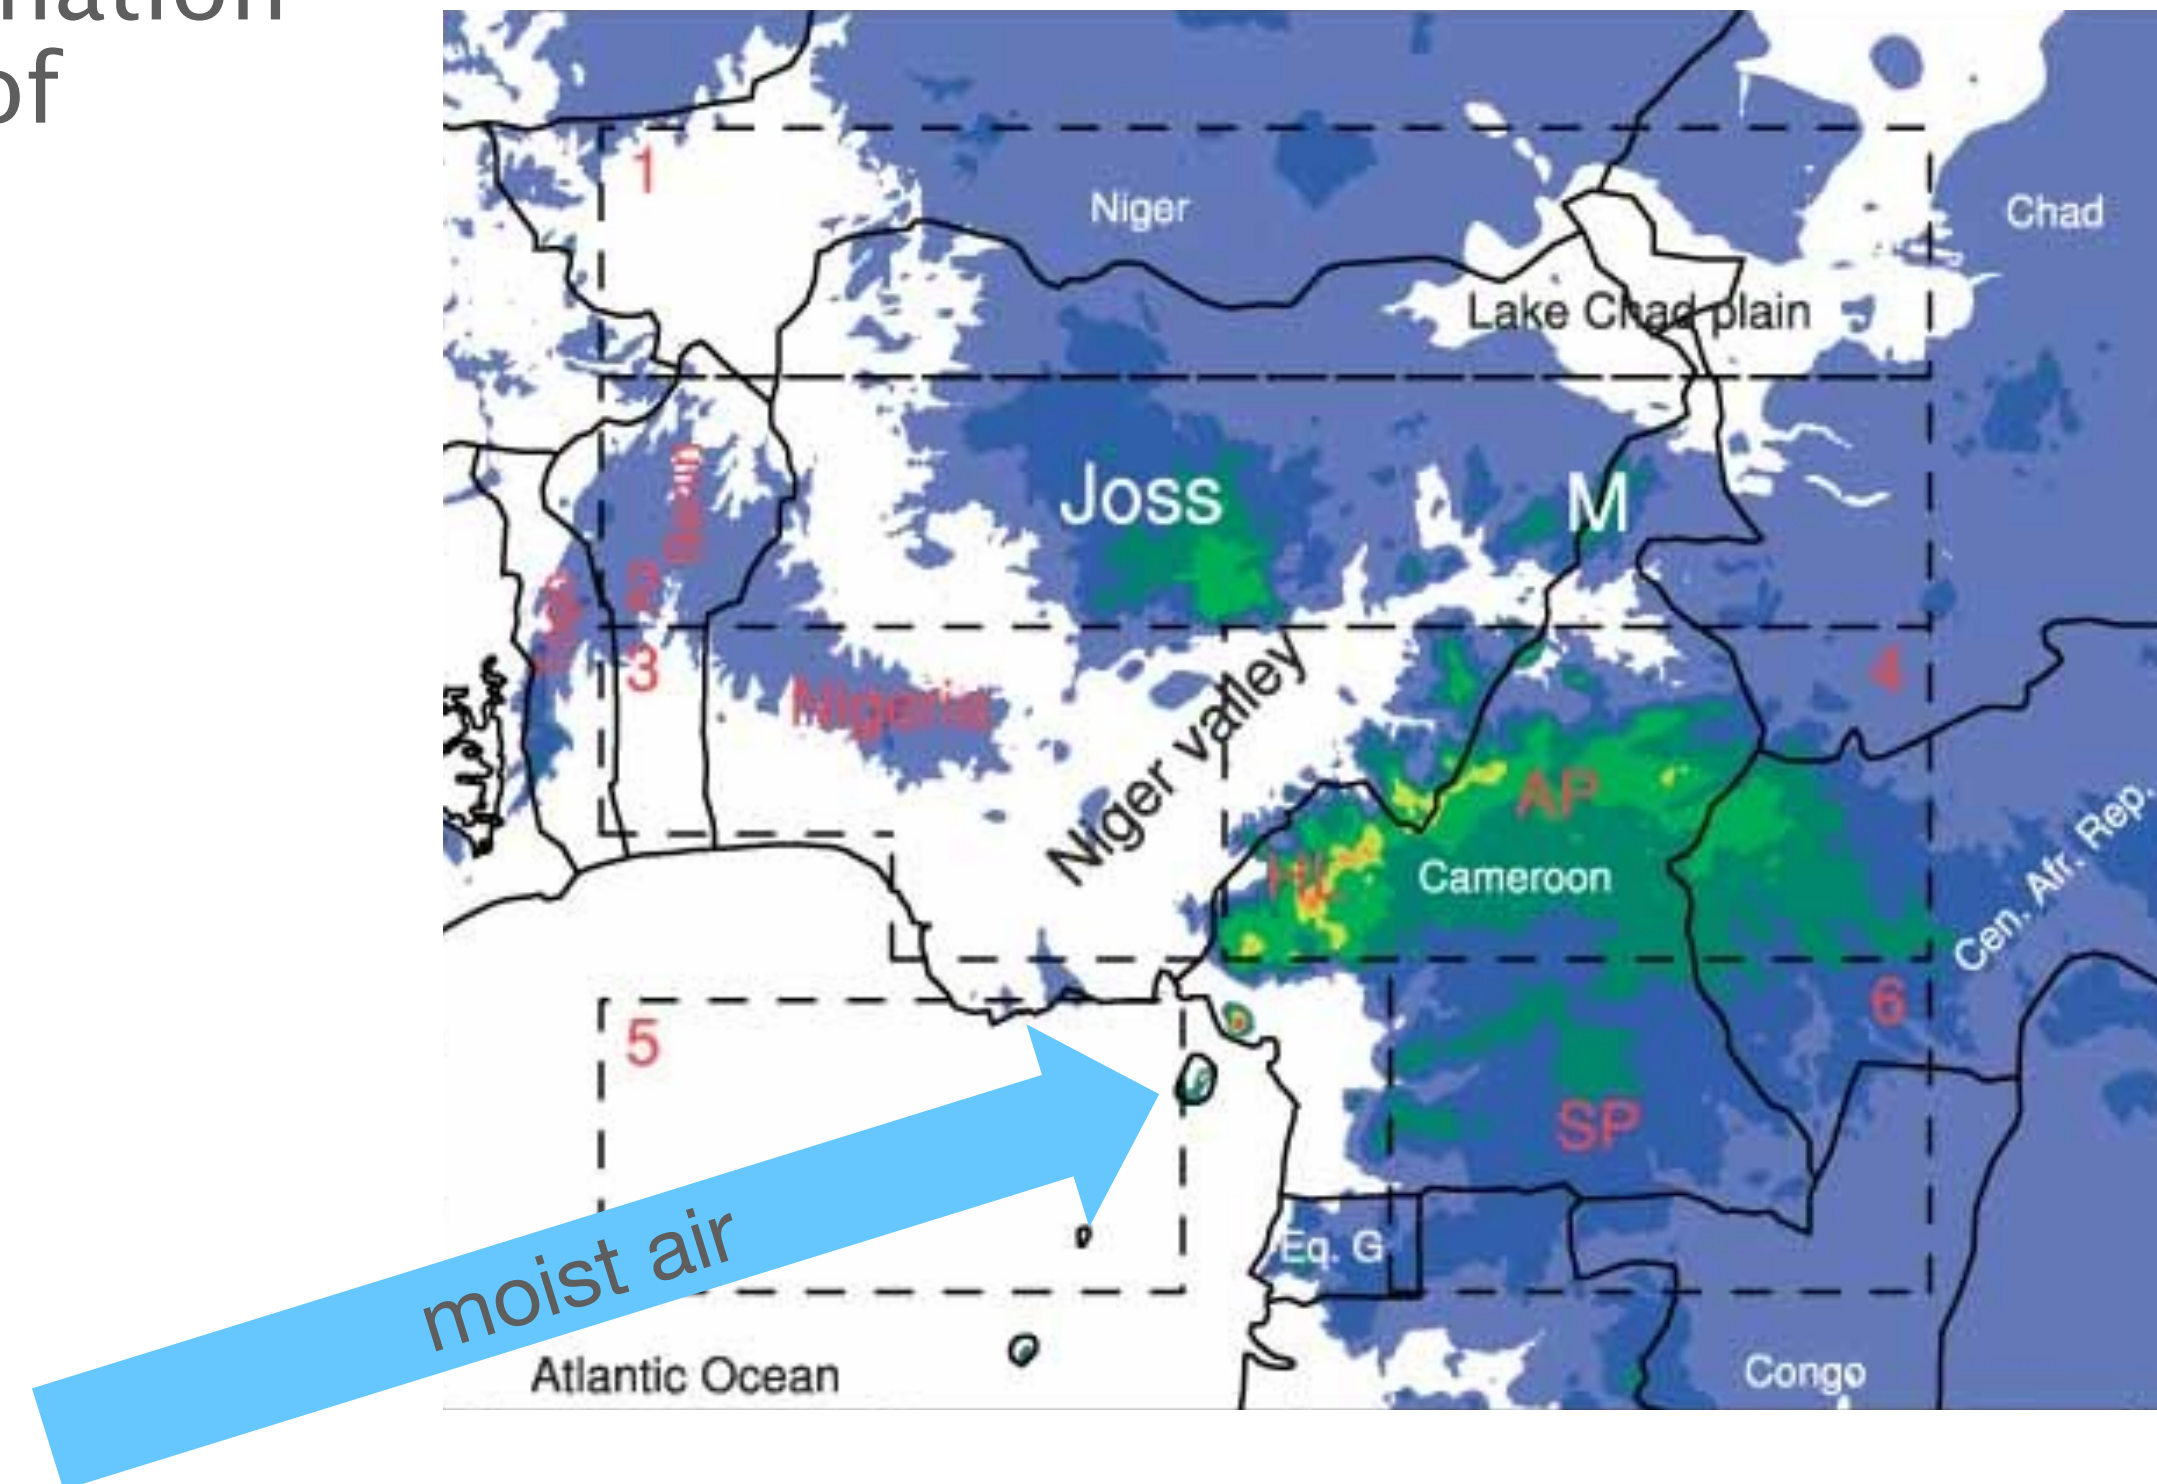 of
1
Niger
Chad
Lake Chad plain
Joss
M
Benin
2
3
4
Nigeria
Niger valley
AP
Cameroon
Cen. Afr. Rep.
5
6
SP
moist air
Eq. G
Atlantic Ocean
Congo